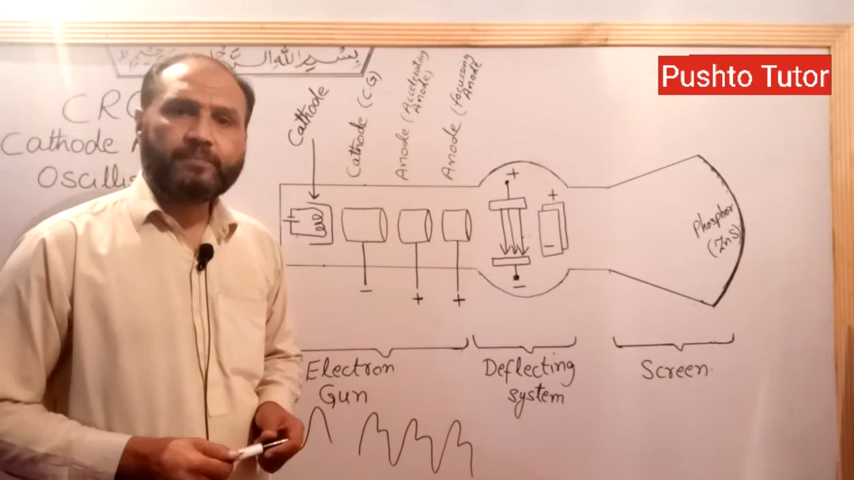 بِسْمِ اللهِ
Pushto Tutor
CRO
Cathode
Oscill
Cathode
Cathode (CG)
Anode (Accelerating
Anode)
Anode (focusing
Anode)
+
+
−
−
Phosphor
(ZnS)
−
+
+
Electron
Gun
Deflecting
system
Screen